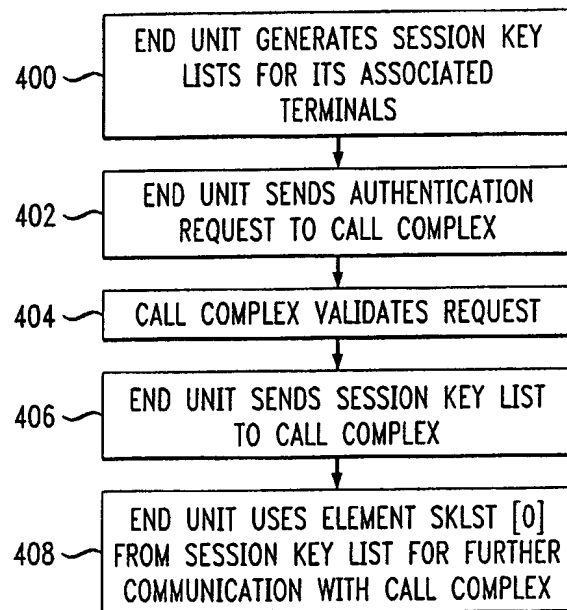 400
END UNIT GENERATES SESSION KEY
LISTS FOR ITS ASSOCIATED
TERMINALS
402
END UNIT SENDS AUTHENTICATION
REQUEST TO CALL COMPLEX
404
CALL COMPLEX VALIDATES REQUEST
406
END UNIT SENDS SESSION KEY LIST
TO CALL COMPLEX
408
END UNIT USES ELEMENT SKLST [0]
FROM SESSION KEY LIST FOR FURTHER
COMMUNICATION WITH CALL COMPLEX